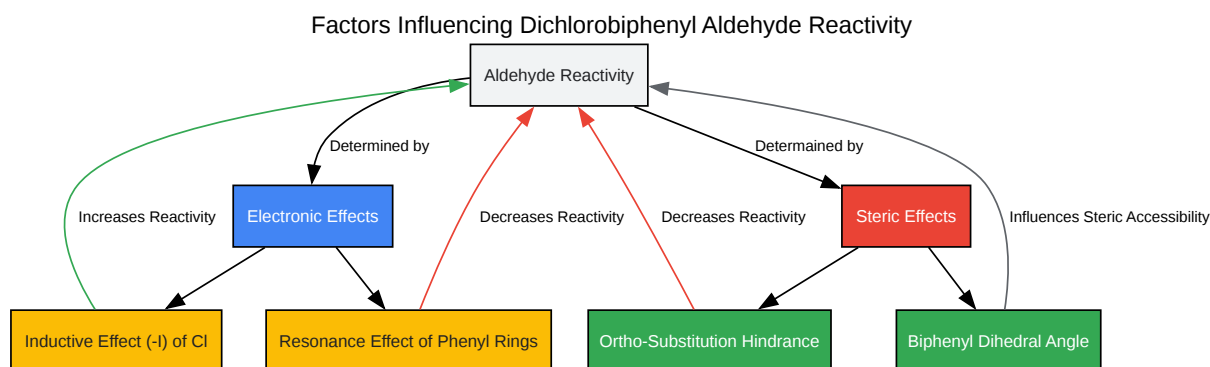 Factors Influencing Dichlorobiphenyl Aldehyde Reactivity
Aldehyde Reactivity
Determined by
Determained by
Increases Reactivity
Electronic Effects
Decreases Reactivity
Decreases Reactivity
Steric Effects
Influences Steric Accessibility
Inductive Effect (-I) of Cl
Resonance Effect of Phenyl Rings
Ortho-Substitution Hindrance
Biphenyl Dihedral Angle